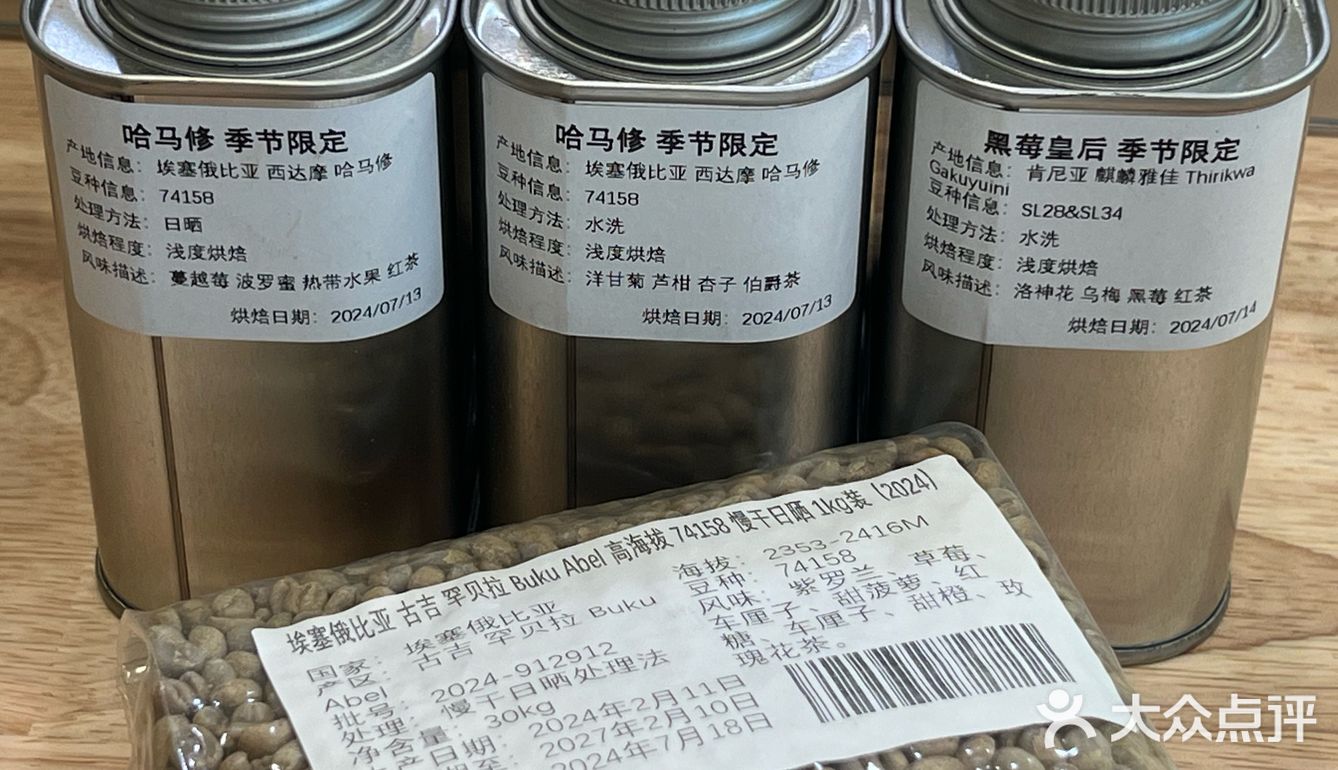 哈马修 季节限定
产地信息: 埃塞俄比亚 西达摩 哈马修
豆种信息: 74158
处理方法: 日晒
烘焙程度: 浅度烘焙
风味描述: 蔓越莓 波罗蜜 热带水果 红茶
烘焙日期: 2024/07/13
哈马修 季节限定
产地信息: 埃塞俄比亚 西达摩 哈马修
豆种信息: 74158
处理方法: 水洗
烘焙程度: 浅度烘焙
风味描述: 洋甘菊 芦柑 杏子 伯爵茶
烘焙日期: 2024/07/13
黑莓皇后 季节限定
产地信息: 肯尼亚 麒麟雅佳 Thirikwa
Gakuyuini
豆种信息: SL28&SL34
处理方法: 水洗
烘焙程度: 浅度烘焙
风味描述: 洛神花 乌梅 黑莓 红茶
烘焙日期: 2024/07/14
埃塞俄比亚 古吉 罕贝拉 Buku Abel 高海拔 74158 慢干日晒 1kg装 (2024)
国家: 埃塞俄比亚
产区: 古吉 罕贝拉 Buku
Abel
批号: 2024-912912
处理: 慢干日晒处理法
净含量: 30kg
生产日期: 2024年2月11日
2027年2月10日
2024年7月18日
海拔: 2353-2416M
豆种: 74158
风味: 紫罗兰、草莓、
车厘子、甜菠萝、红
糖、车厘子、甜橙、玫
瑰花茶。
大众点评